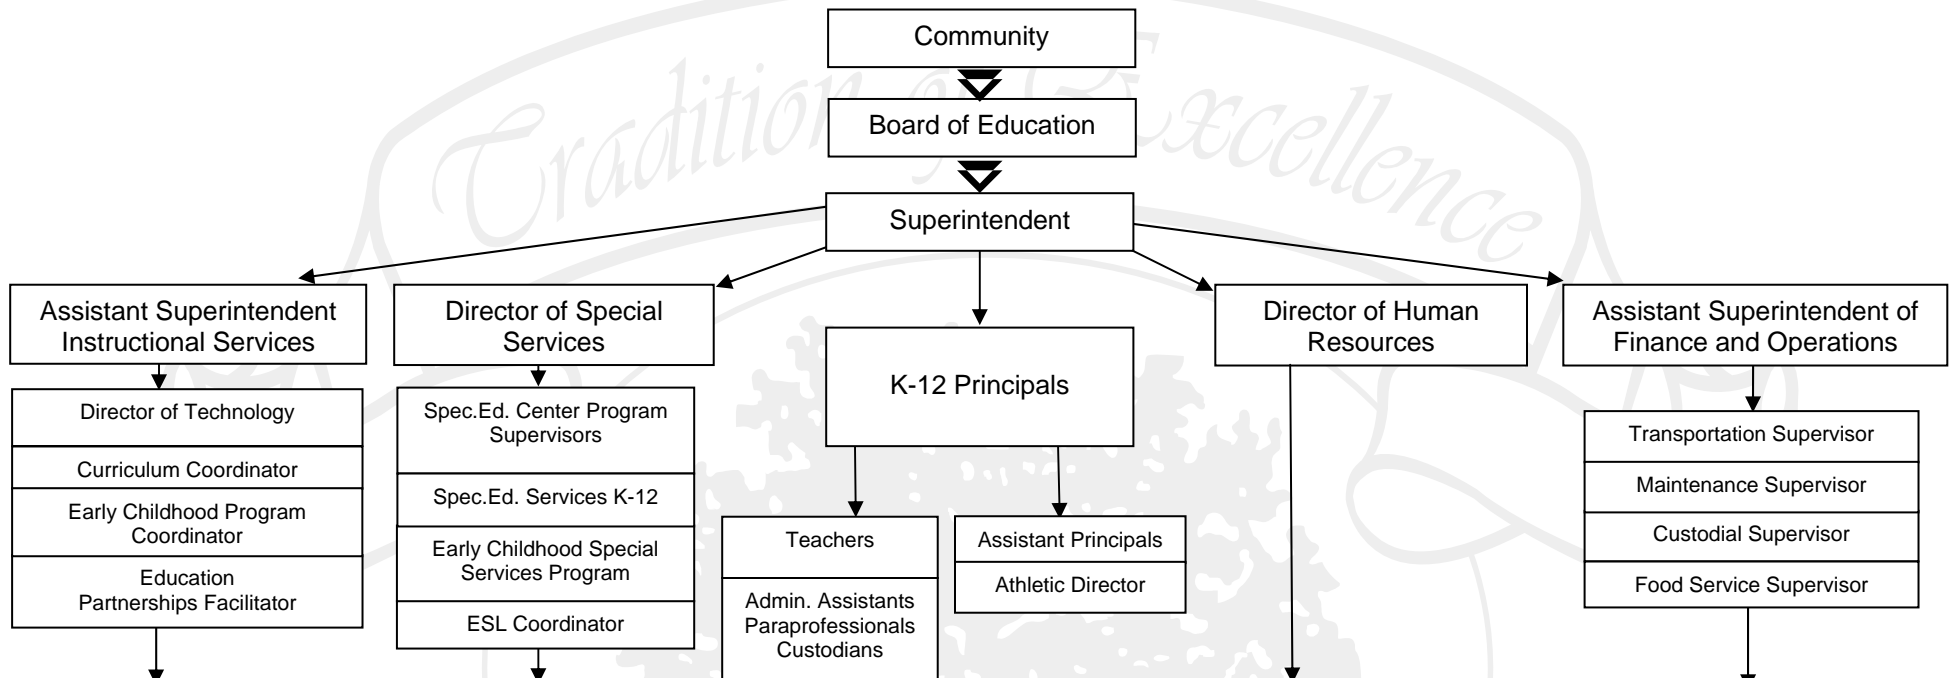 Tradition of Excellence
Community
Board of Education
Superintendent
Assistant Superintendent
Instructional Services
Director of Special
Services
K-12 Principals
Director of Human
Resources
Assistant Superintendent of
Finance and Operations
Director of Technology
Curriculum Coordinator
Early Childhood Program
Coordinator
Education
Partnerships Facilitator
Spec.Ed. Center Program
Supervisors
Spec.Ed. Services K-12
Early Childhood Special
Services Program
ESL Coordinator
Teachers
Admin. Assistants
Paraprofessionals
Custodians
Assistant Principals
Athletic Director
Transportation Supervisor
Maintenance Supervisor
Custodial Supervisor
Food Service Supervisor